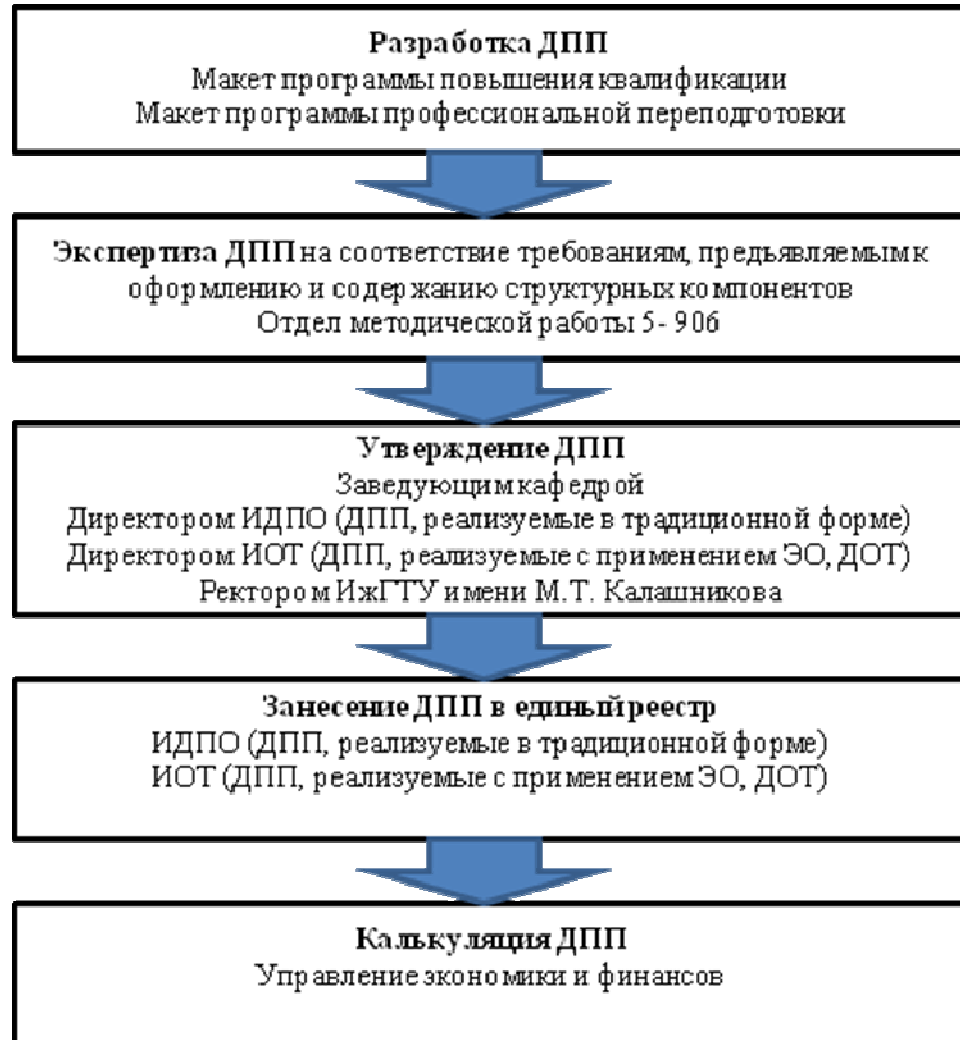 Разработка ДПП
Макет программы повышения квалификации
Макет программы профессиональной переподготовки
Экспертиза ДПП на соответствие требованиям, предъявляемым к
оформлению и содержанию структурных компонентов
Отдел методической работы 5- 906
Утверждение ДПП
Заведующим кафедрой
Директором ИДПО (ДПП, реализуемые в традиционной форме)
Директором ИОТ (ДПП, реализуемые с применением ЭО, ДОТ)
Ректором ИжГТУ имени М.Т. Калашникова
Занесение ДПП в единый реестр
ИДПО (ДПП, реализуемые в традиционной форме)
ИОТ (ДПП, реализуемые с применением ЭО, ДОТ)
Калькуляция ДПП
Управление экономики и финансов